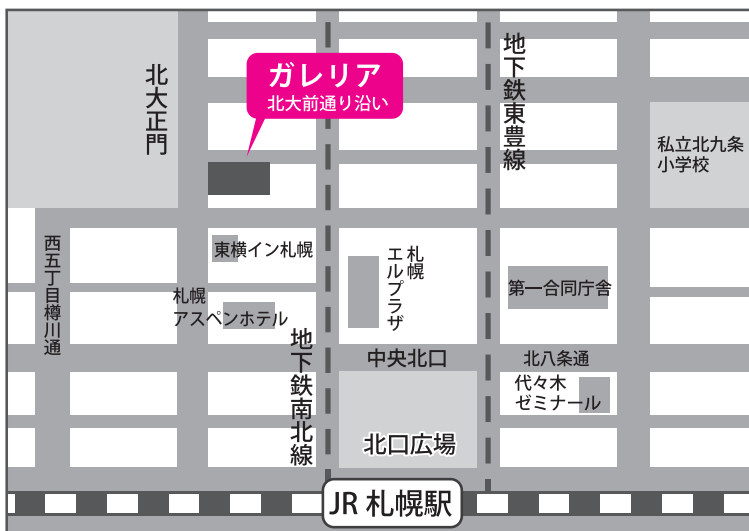 ガレリア
北大前通り沿い
北大正門
地下鉄東豊線
私立北九条
小学校
西五丁目樽川通
東横イン札幌
札幌
エルプラザ
第一合同庁舎
札幌
アスペンホテル
地下鉄南北線
中央北口
北八条通
代々木
ゼミナール
北口広場
JR 札幌駅